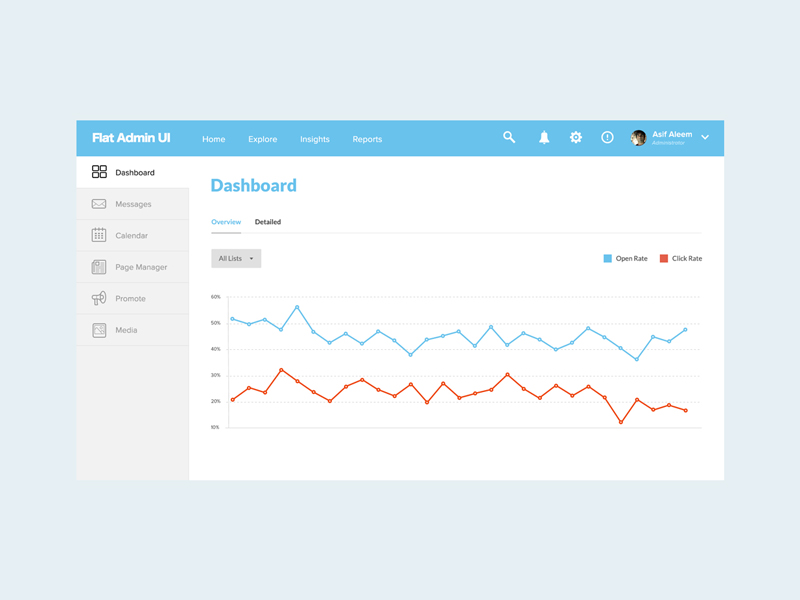 Flat Admin UI
Home Explore Insights Reports
Asif Aleem
Administrator
Dashboard
Messages
Calendar
Page Manager
Promote
Media
Dashboard
Overview Detailed
All Lists
Open Rate Click Rate
60%
50%
40%
30%
20%
10%